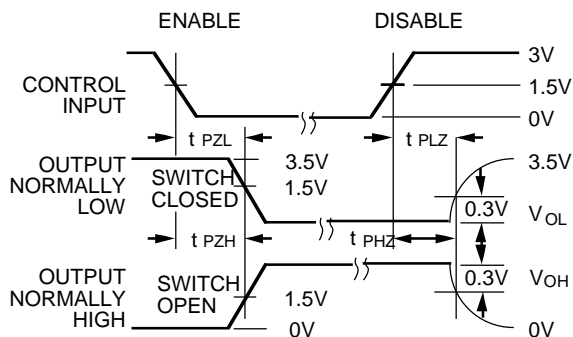 ENABLE DISABLE
3V
CONTROL INPUT 1.5V
0V
t PZL t PLZ
OUTPUT NORMALLY LOW
SWITCH CLOSED
3.5V 3.5V
1.5V
0.3V VOL
t PZH t PHZ
OUTPUT NORMALLY HIGH
SWITCH OPEN
0.3V VOH
1.5V
0V 0V